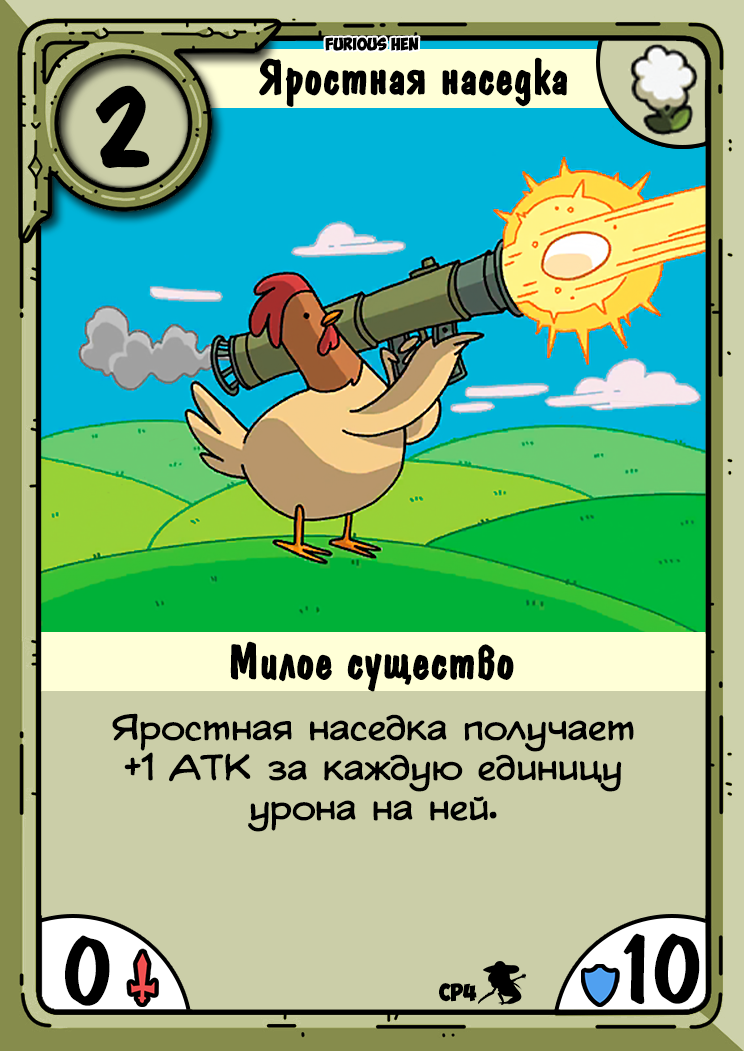 FURIOUS HEN
Яростная наседка
2
Милое существо
Яростная наседка получает
+1 АТК за каждую единицу
урона на ней.
0
CP4
10